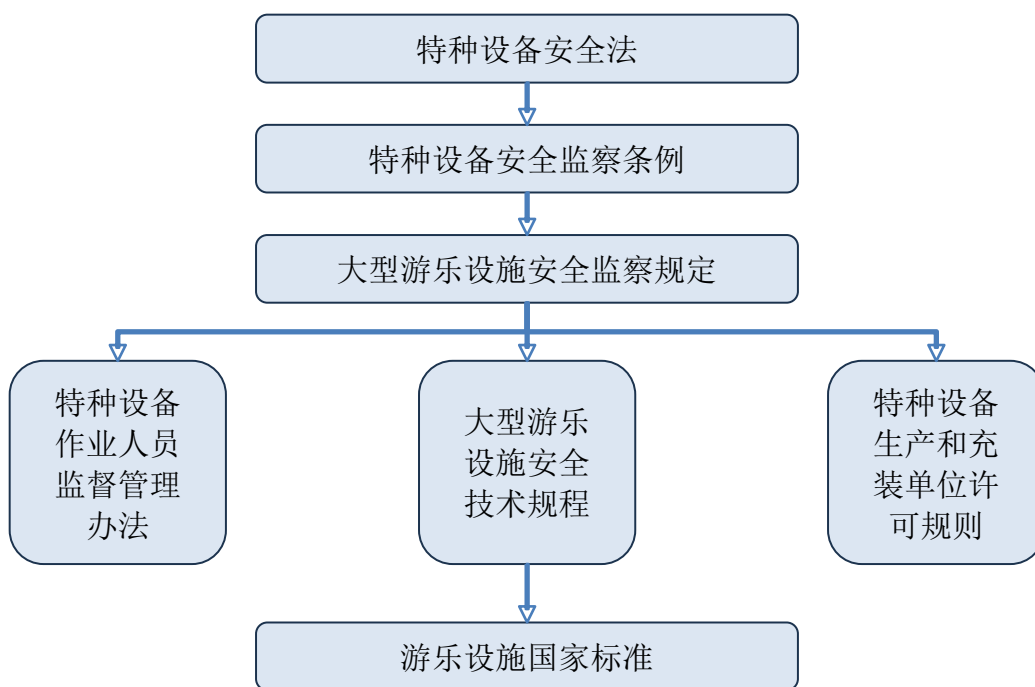 特种设备安全法
特种设备安全监察条例
大型游乐设施安全监察规定
特种设备
作业人员
监督管理
办法
大型游乐
设施安全
技术规程
特种设备
生产和充
装单位许
可规则
游乐设施国家标准